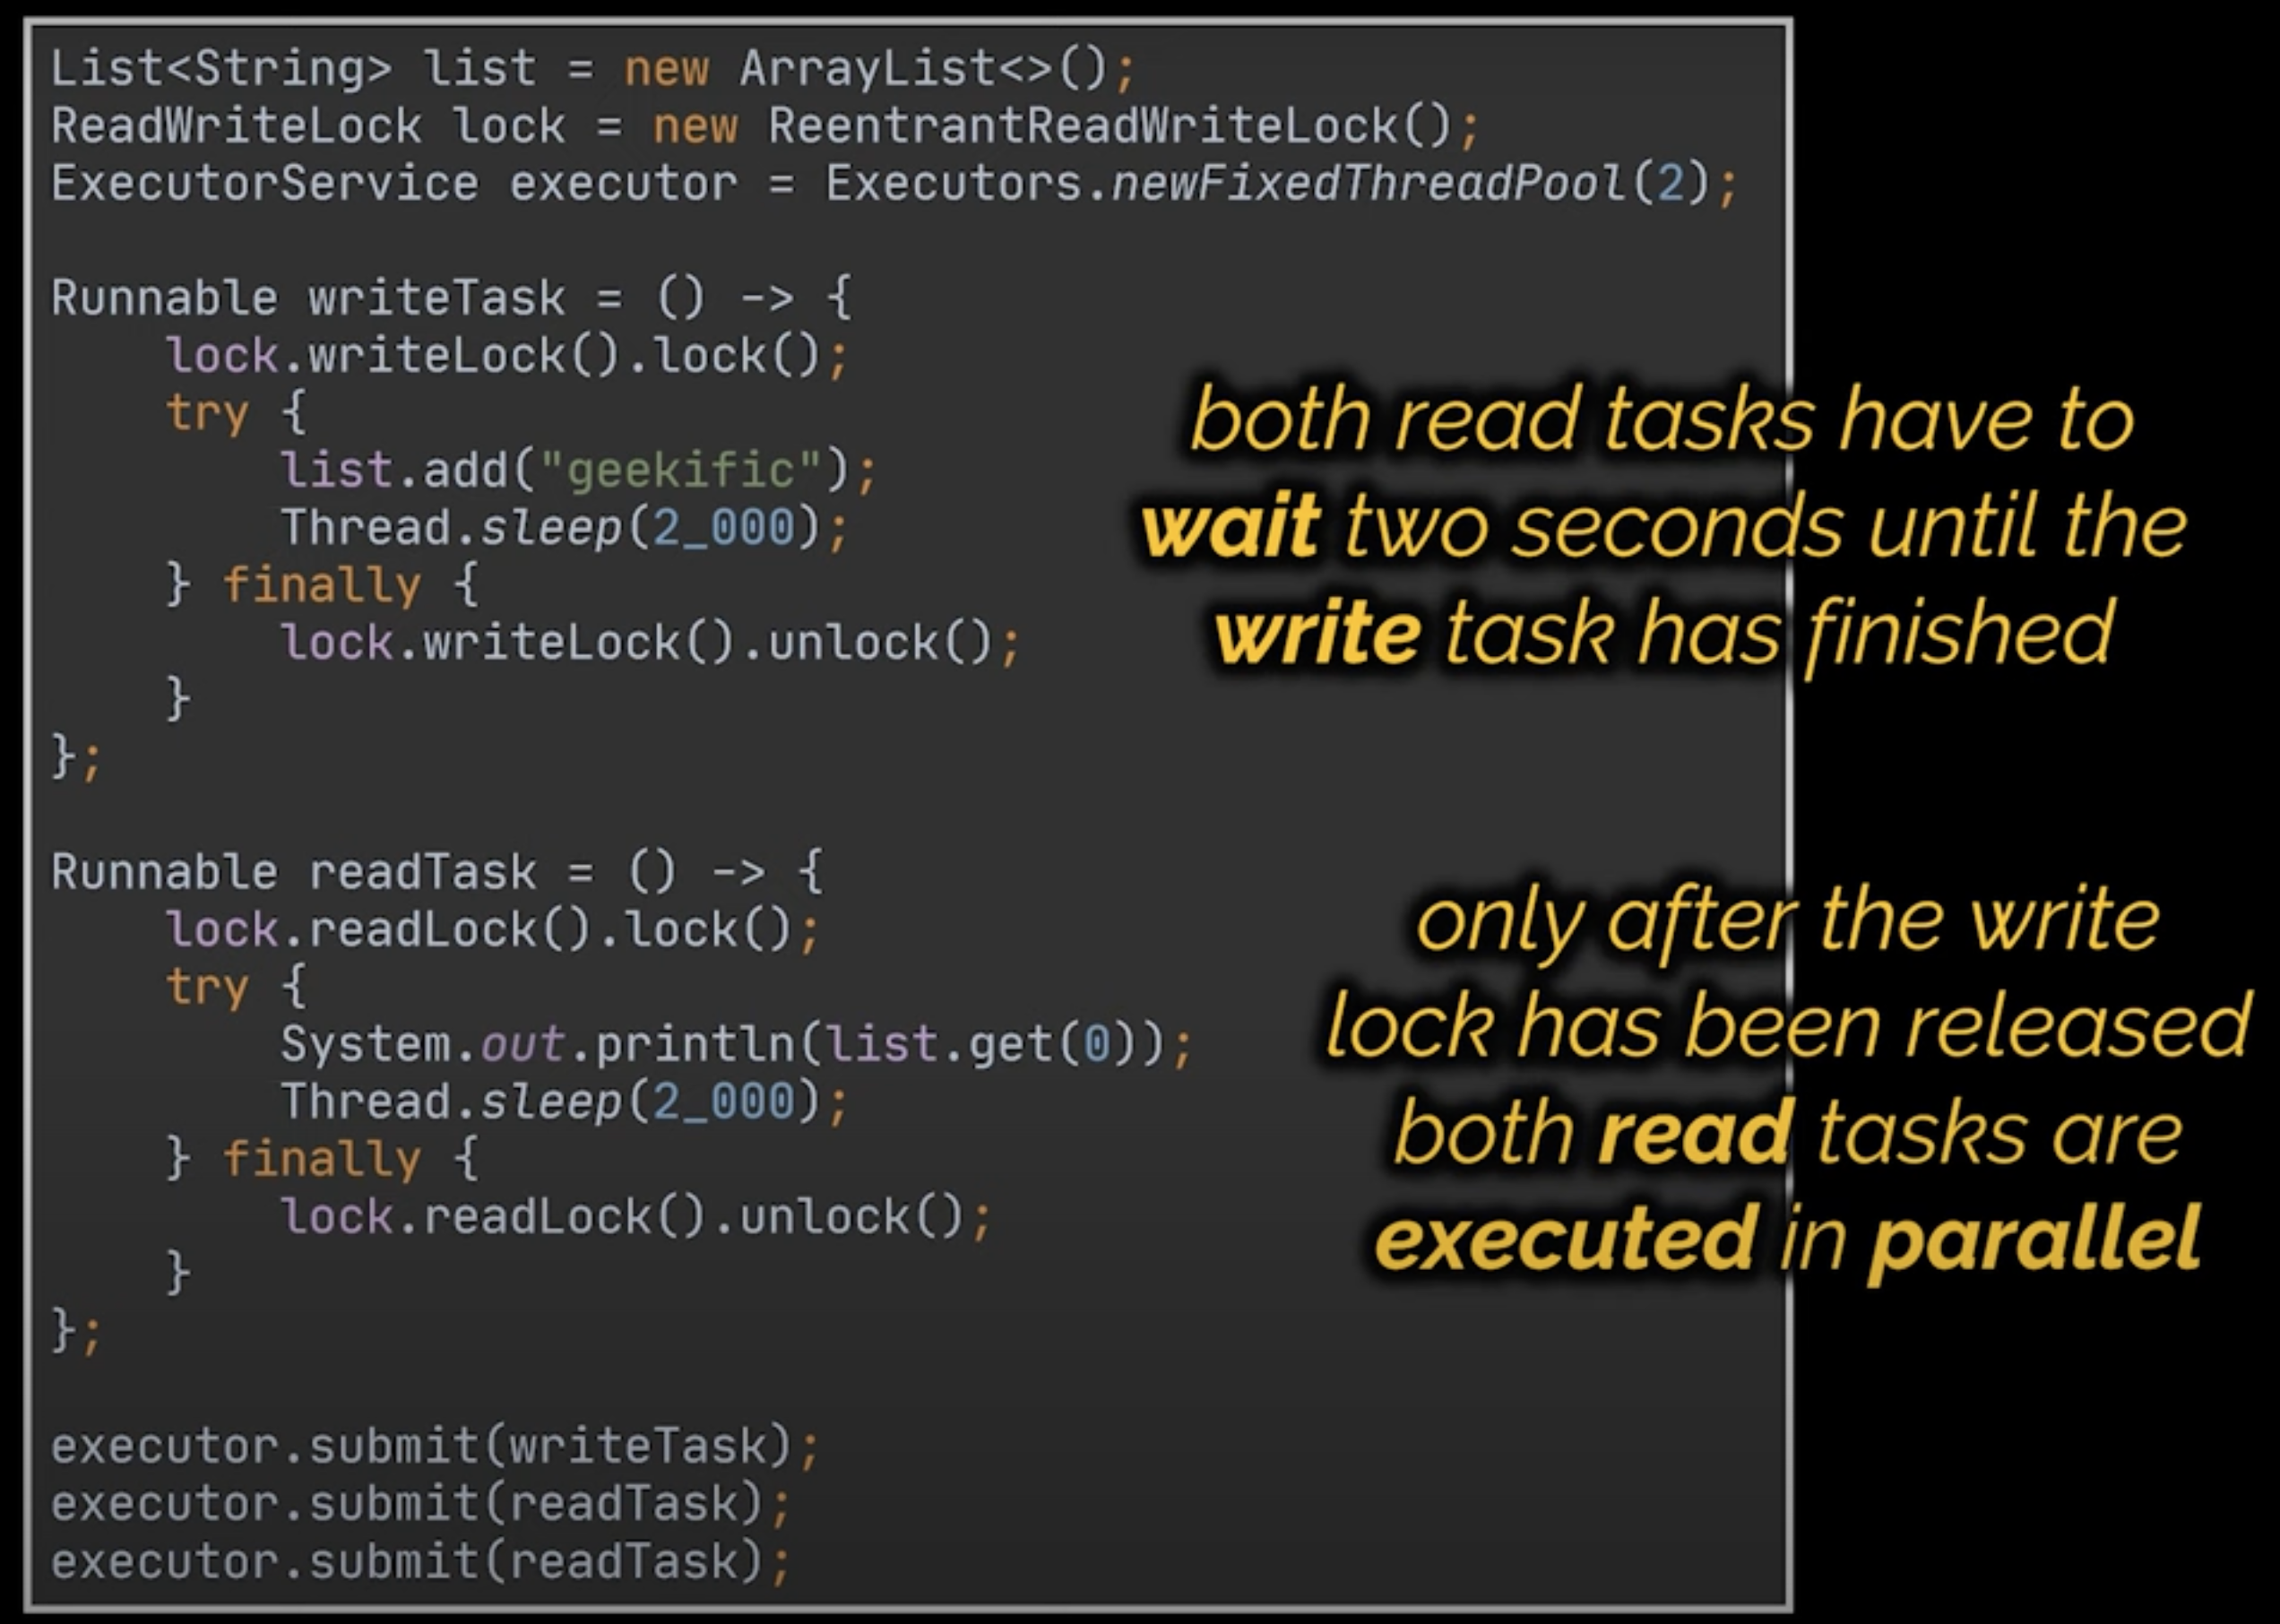 List<String> list = new ArrayList<>();
ReadWriteLock lock = new ReentrantReadWriteLock();
ExecutorService executor = Executors.newFixedThreadPool(2);
Runnable writeTask = () -> {
lock.writeLock().lock();
try {
list.add("geekific");
Thread.sleep(2_000);
} finally {
lock.writeLock().unlock();
}
};
Runnable readTask = () -> {
lock.readLock().lock();
try {
System.out.println(list.get(0));
Thread.sleep(2_000);
} finally {
lock.readLock().unlock();
}
};
executor.submit(writeTask);
executor.submit(readTask);
executor.submit(readTask);
both read tasks have to
wait two seconds until the
write task has finished
only after the write
lock has been released
both read tasks are
executed in parallel